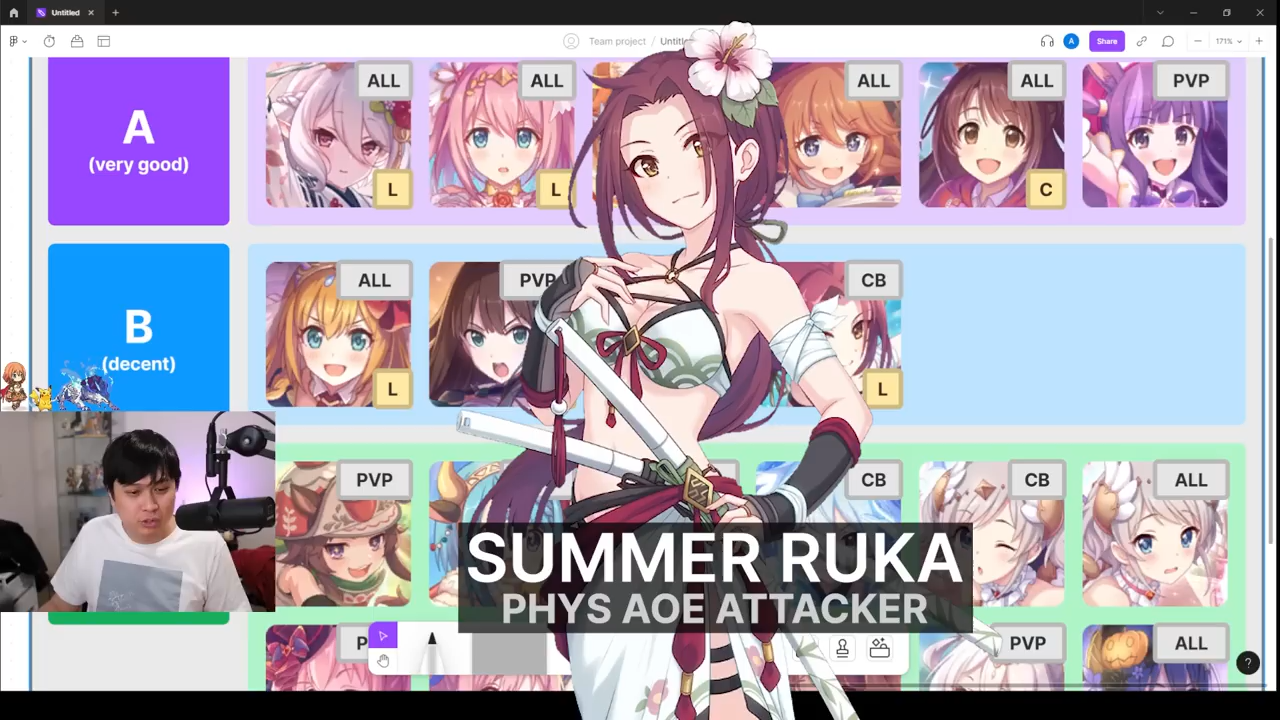 Untitled
Team project / Untitl
A
Share
171%
A
(very good)
ALL
ALL
ALL
ALL
PVP
L
L
C
B
(decent)
ALL
PVP
CB
L
L
PVP
CB
CB
ALL
SUMMER RUKA
PHYS AOE ATTACKER
PVP
ALL
?